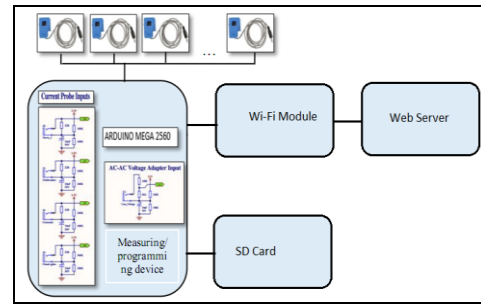 ...
Current Probe Inputs
ARDUINO MEGA 2560
AC-AC Voltage Adapter Input
Measuring/
programmi
ng device
Wi-Fi Module
Web Server
SD Card